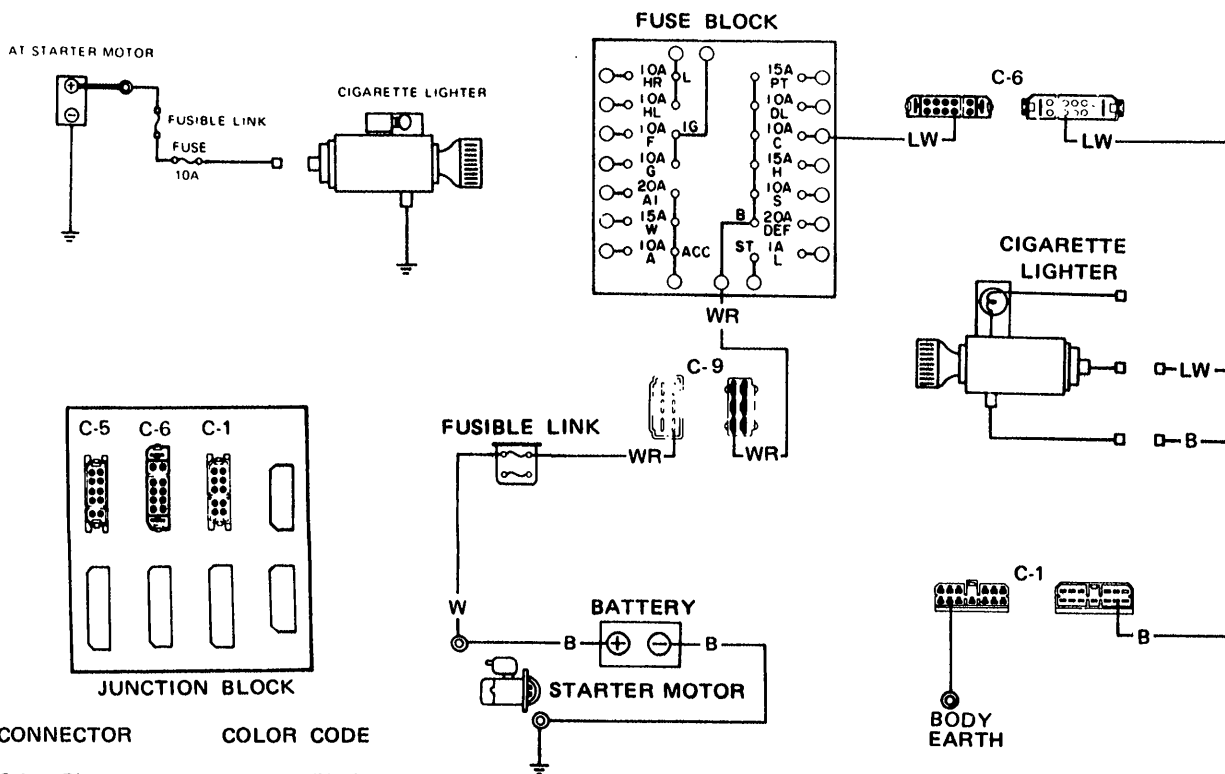 FUSE BLOCK
AT STARTER MOTOR
FUSIBLE LINK
FUSE
10A
CIGARETTE LIGHTER
10A
HR
L
10A
HL
10A
F
IG
10A
G
20A
AI
15A
W
10A
A
ACC
15A
PT
10A
DL
10A
C
15A
H
10A
S
B
20A
DEF
ST
1A
L
WR
C-6
LW
LW
CIGARETTE
LIGHTER
LW
B
C-9
FUSIBLE LINK
WR
WR
C-5 C-6 C-1
JUNCTION BLOCK
W
BATTERY
B
B
STARTER MOTOR
C-1
B
BODY
EARTH
CONNECTOR
COLOR CODE